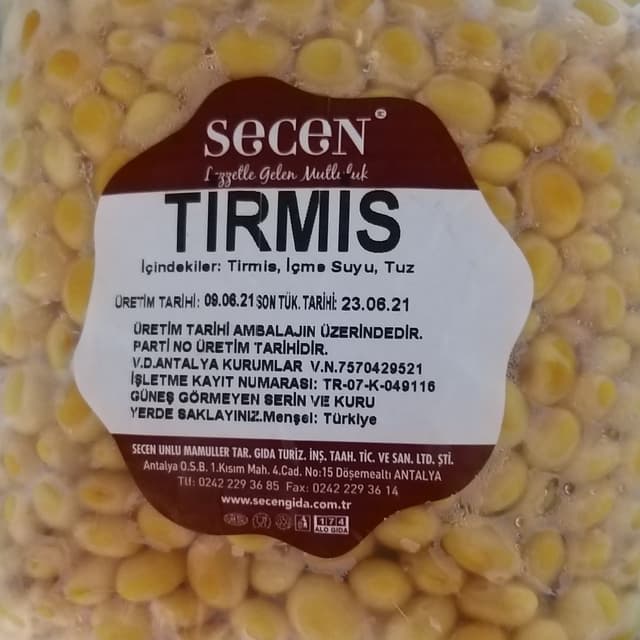 secen®
Lezzetle Gelen Mutluluk
TIRMIS
İçindekiler: Tirmis, İçme Suyu, Tuz
ÜRETİM TARİHİ: 09.06.21 SON TÜK. TARİHİ: 23.06.21
ÜRETİM TARİHİ AMBALAJIN ÜZERİNDEDİR.
PARTİ NO ÜRETİM TARİHİDİR.
V.D.ANTALYA KURUMLAR V.N.7570429521
İŞLETME KAYIT NUMARASI: TR-07-K-049116
GÜNEŞ GÖRMEYEN SERİN VE KURU
YERDE SAKLAYINIZ.Menşei: Türkiye
SECEN UNLU MAMULLER TAR. GIDA TURİZ. İNŞ. TAAH. TİC. VE SAN. LTD. ŞTİ.
Antalya O.S.B. 1.Kısım Mah. 4.Cad. No:15 Döşemealtı ANTALYA
Tlf: 0242 229 36 85 Fax: 0242 229 36 14
www.secengida.com.tr
174
ALO GIDA